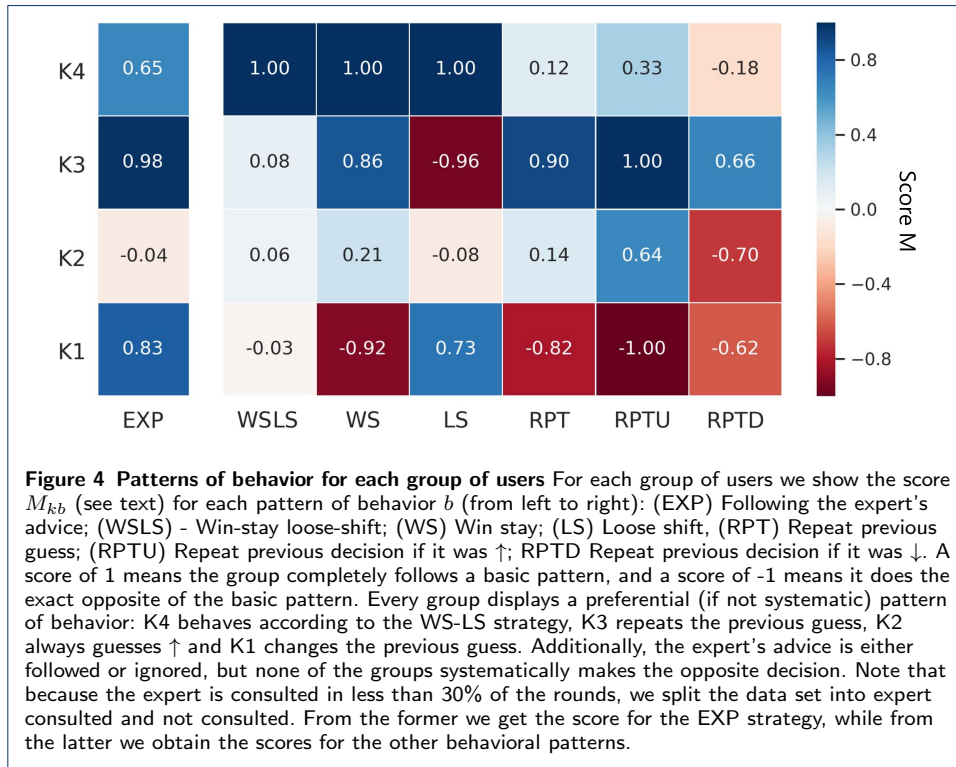 K4 0.65 1.00 1.00 1.00 0.12 0.33 -0.18
K3 0.98 0.08 0.86 -0.96 0.90 1.00 0.66
K2 -0.04 0.06 0.21 -0.08 0.14 0.64 -0.70
K1 0.83 -0.03 -0.92 0.73 -0.82 -1.00 -0.62
EXP WSLS WS LS RPT RPTU RPTD
0.8
0.4
0.0
-0.4
-0.8
Score M
Figure 4 Patterns of behavior for each group of users For each group of users we show the score
M_{kb} (see text) for each pattern of behavior b (from left to right): (EXP) Following the expert's
advice; (WSLS) - Win-stay loose-shift; (WS) Win stay; (LS) Loose shift, (RPT) Repeat previous
guess; (RPTU) Repeat previous decision if it was ↑; RPTD Repeat previous decision if it was ↓. A
score of 1 means the group completely follows a basic pattern, and a score of -1 means it does the
exact opposite of the basic pattern. Every group displays a preferential (if not systematic) pattern
of behavior: K4 behaves according to the WS-LS strategy, K3 repeats the previous guess, K2
always guesses ↑ and K1 changes the previous guess. Additionally, the expert's advice is either
followed or ignored, but none of the groups systematically makes the opposite decision. Note that
because the expert is consulted in less than 30% of the rounds, we split the data set into expert
consulted and not consulted. From the former we get the score for the EXP strategy, while from
the latter we obtain the scores for the other behavioral patterns.